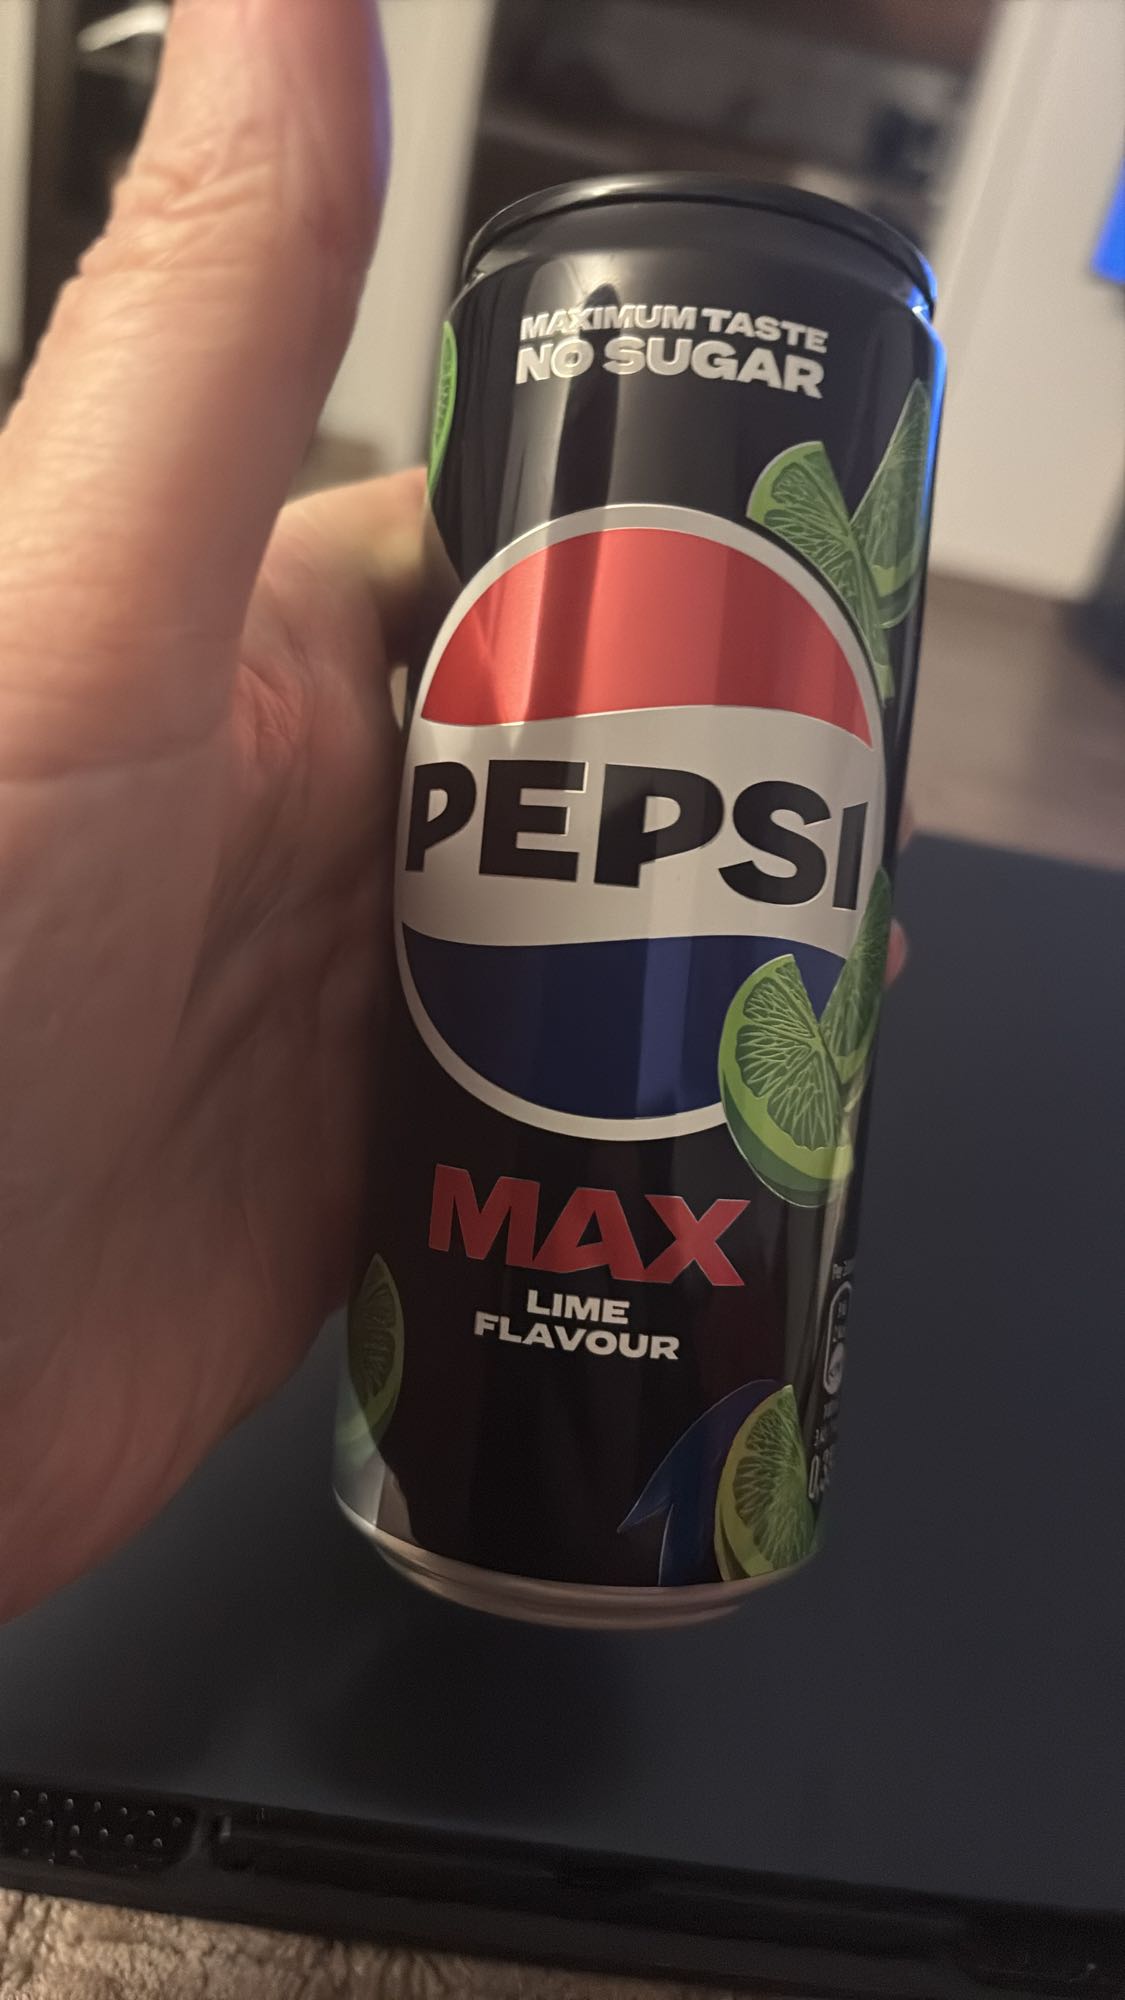 MAXIMUM TASTE
NO SUGAR
PEPSI
MAX
LIME
FLAVOUR